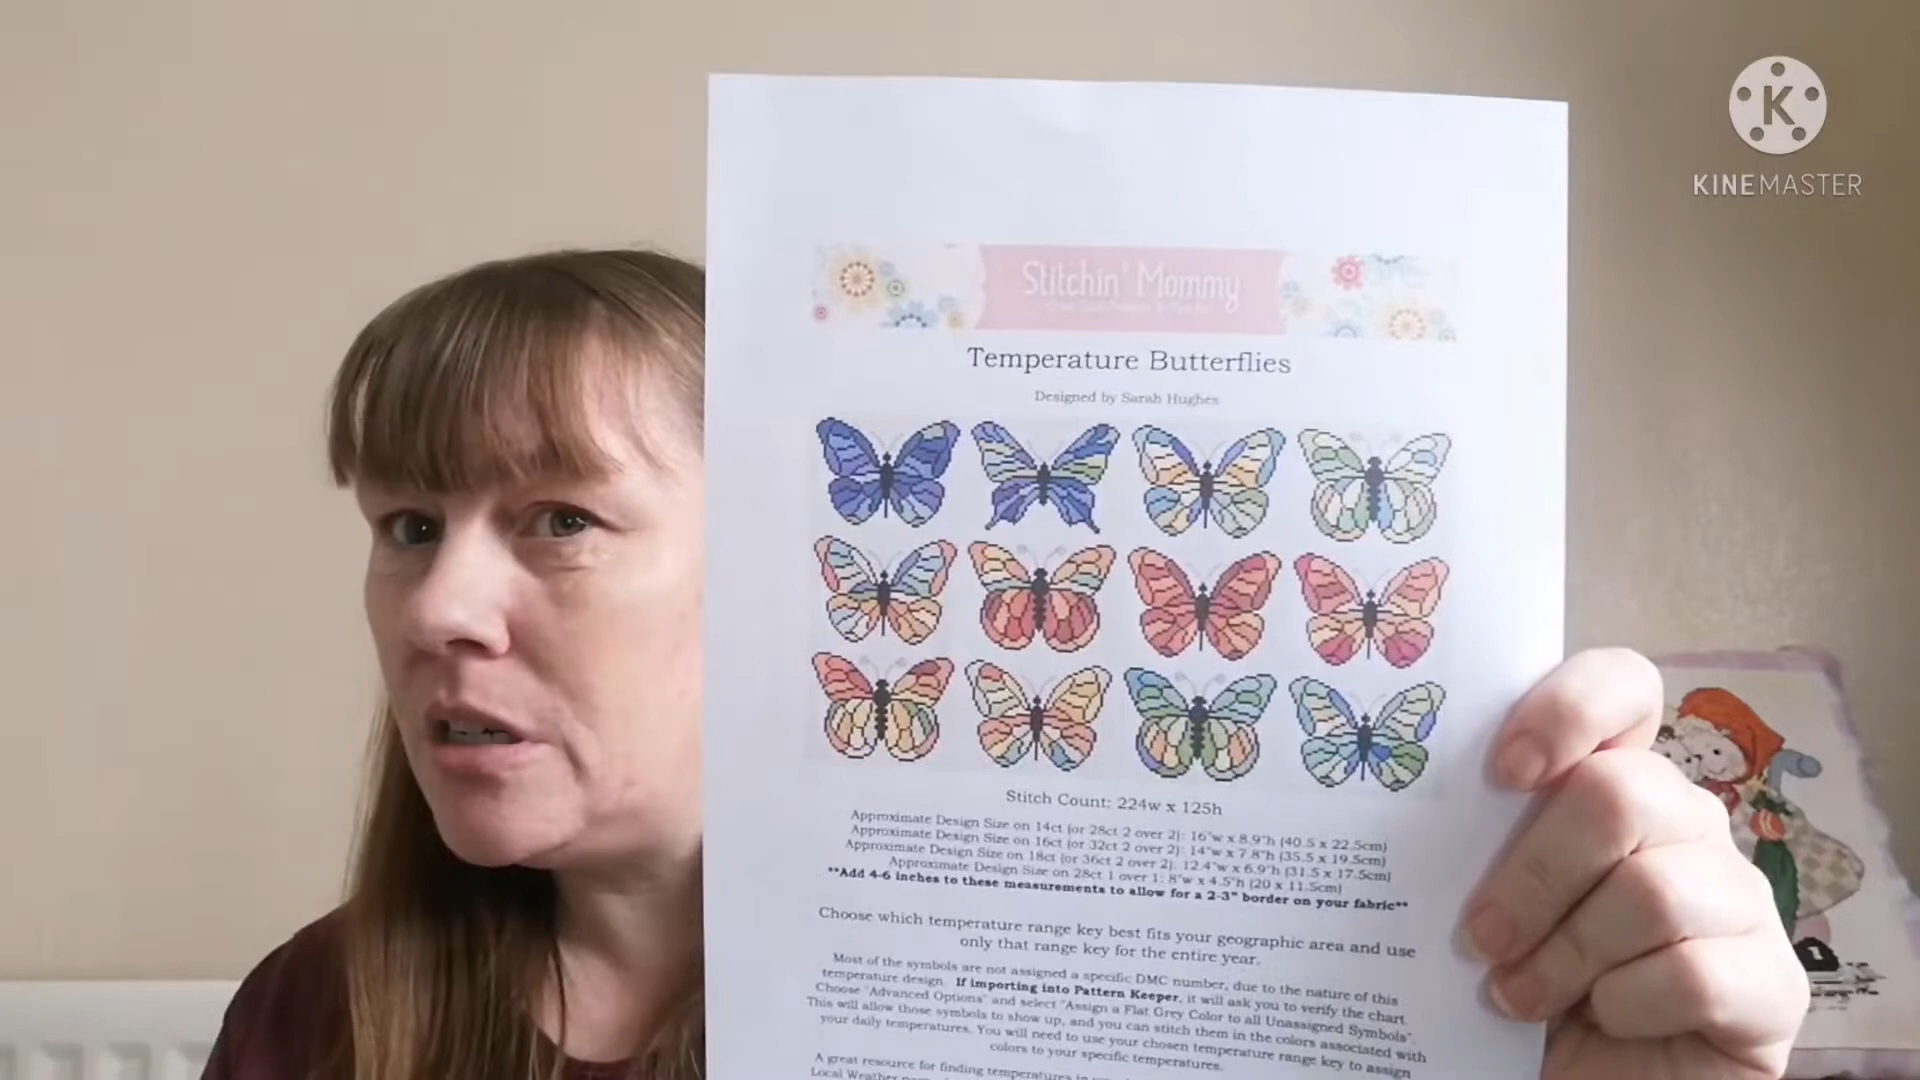 K
KINEMASTER
Stitchin' Mommy
Temperature Butterflies
Designed by Sarah Hughes
Stitch Count: 224w x 125h
Approximate Design Size on 14ct (or 28ct 2 over 2): 16"w x 8.9"h (40.5 x 22.5cm)
Approximate Design Size on 16ct (or 32ct 2 over 2): 14"w x 7.8"h (35.5 x 19.5cm)
Approximate Design Size on 18ct (or 36ct 2 over 2): 12.4"w x 6.9"h (31.5 x 17.5cm)
Approximate Design Size on 28ct 1 over 1: 8"w x 4.5"h (20 x 11.5cm)
**Add 4-6 inches to these measurements to allow for a 2-3" border on your fabric**
Choose which temperature range key best fits your geographic area and use
only that range key for the entire year.
Most of the symbols are not assigned a specific DMC number, due to the nature of this
temperature design. If importing into Pattern Keeper, it will ask you to verify the chart.
Choose "Advanced Options" and select "Assign a Flat Grey Color to all Unassigned Symbols".
This will allow those symbols to show up, and you can stitch them in the colors associated with
your daily temperatures. You will need to use your chosen temperature range key to assign
colors to your specific temperatures.
A great resource for finding temperatures in
Local Weather
1